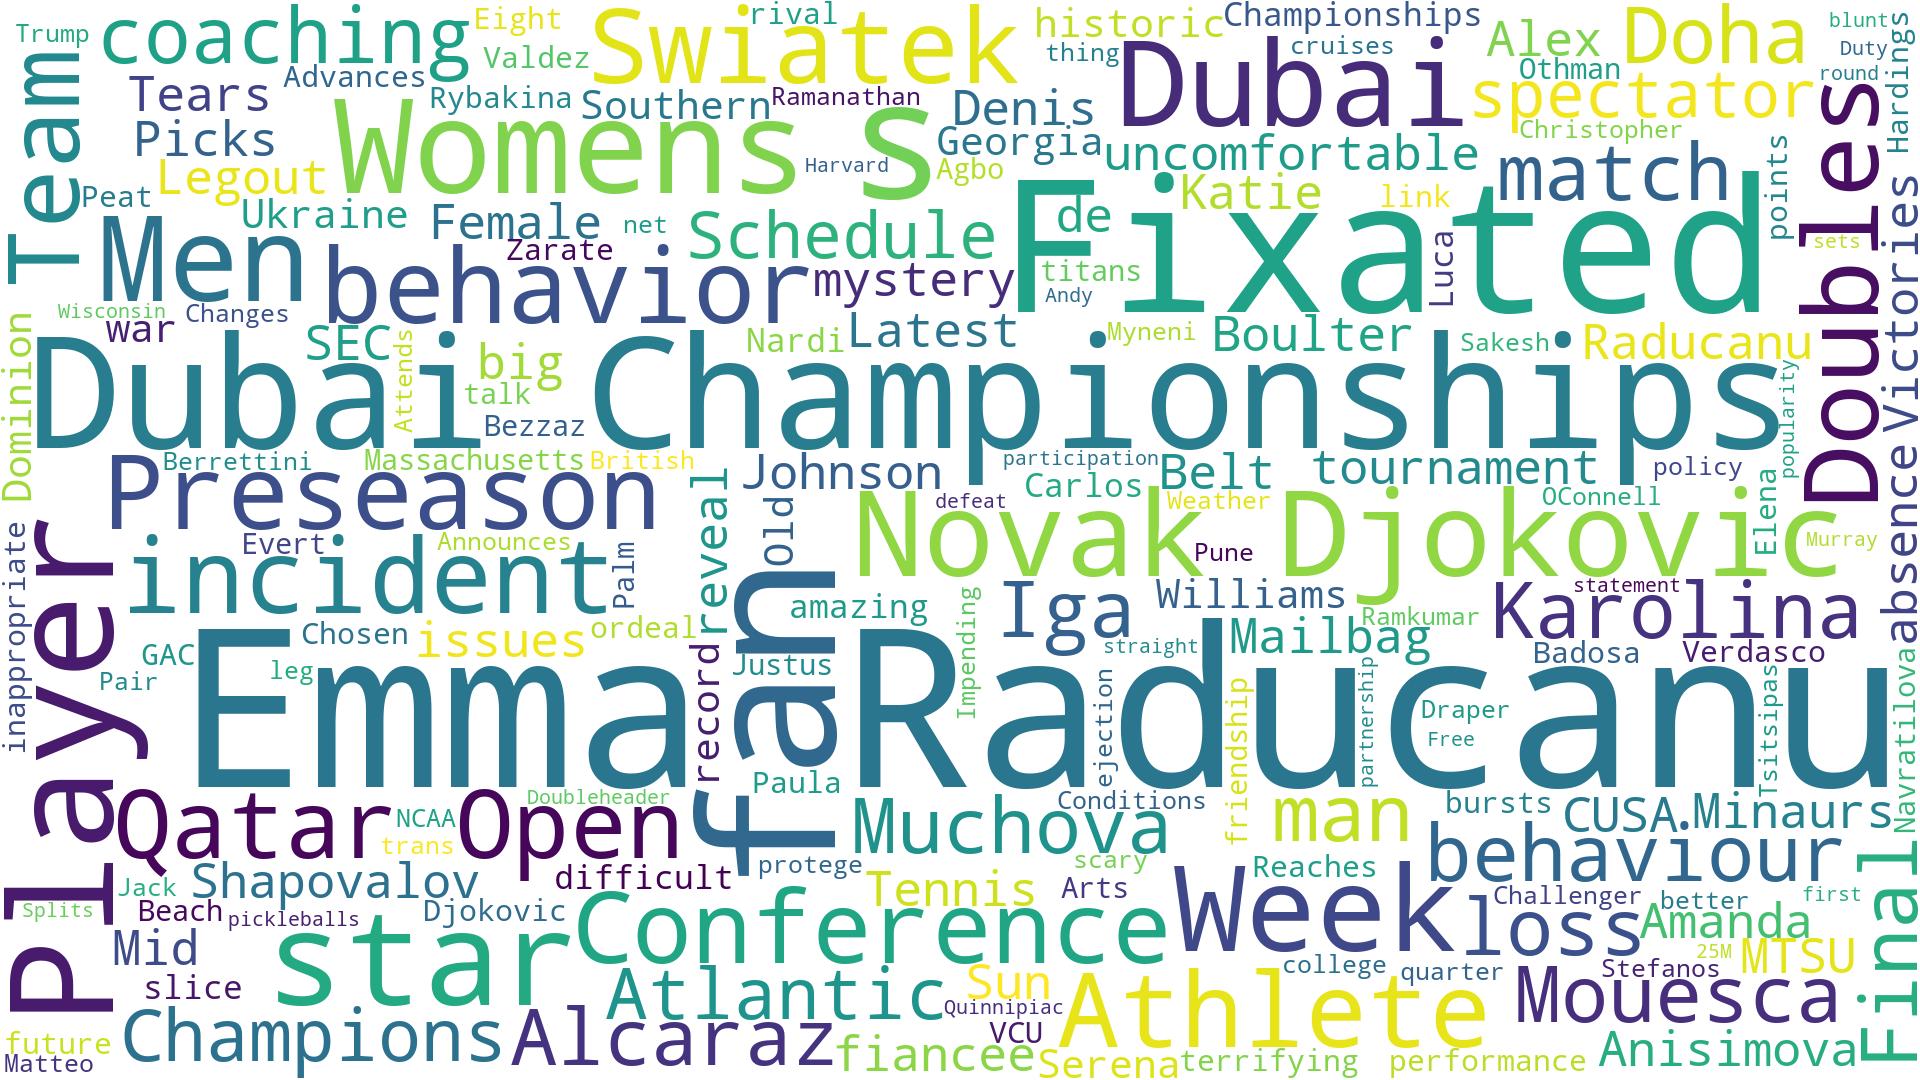 Trump
coaching
Eight
Swiatek
rival
historic
Championships
Alex
Doha
blunt
Team
Valdez
thing
Dubai
cruises
Duty
Hardings
Tears
Advances
Rybakina
Southern
Ramanathan
Denis
Othman
spectator
round
Picks
Womens s
Harvard
Georgia
Agbo
uncomfortable
Christopher
match
points
Doubles
Peat
Legout
Ukraine
Female
net
Schedule
Fixated
de
Katie
link
Luca
sets
Victories
Men
behavior
Zarate
mystery
titans
Andy
Wisconsin
Changes
war
SEC
Attends
big
talk
Nardi
Latest
Myneni
Boulter
Sakesh
Raducanu
Dominion
Dubai Championships
Bezzaz
popularity
Berrettini
Massachusetts
British
Johnson
participation
Carlos
Belt
tournament
policy
Elena
Preseason
reveal
Old
defeat
Novak Djokovic
Weather
OConnell
absence
inappropriate
Player
incident
Evert
Announces
Palm
Pune
Murray
GAC
Pair
leg
Chosen
issues
ordeal
amazing
Impending
Iga
Williams
Ramkumar
statement
Karolina
Emma Raducanu
record
fan
Justus
straight
Mailbag
Badosa
Verdasco
ejection
friendship
partnership
Draper
Free
Tsitsipas
Navratilova
Qatar Open
NCAA
trans
Doubleheader
Paula
Muchova
Conditions
man
bursts
CUSA
Minaurs
Jack
Shapovalov
difficult
protege
scary
Reaches
behaviour
Final
Splits
Beach
pickleballs
Djokovic
Tennis
Arts
Week
Challenger
better
first
Mid
star
Conference
loss
Amanda
slice
Atlantic
Sun
college
quarter
Stefanos
25M
MTSU
future
Matteo
Champions
Alcaraz
Quinnipiac
VCU
Athlete
Mouesca
fiancee
Serena
terrifying
performance
Anisimova